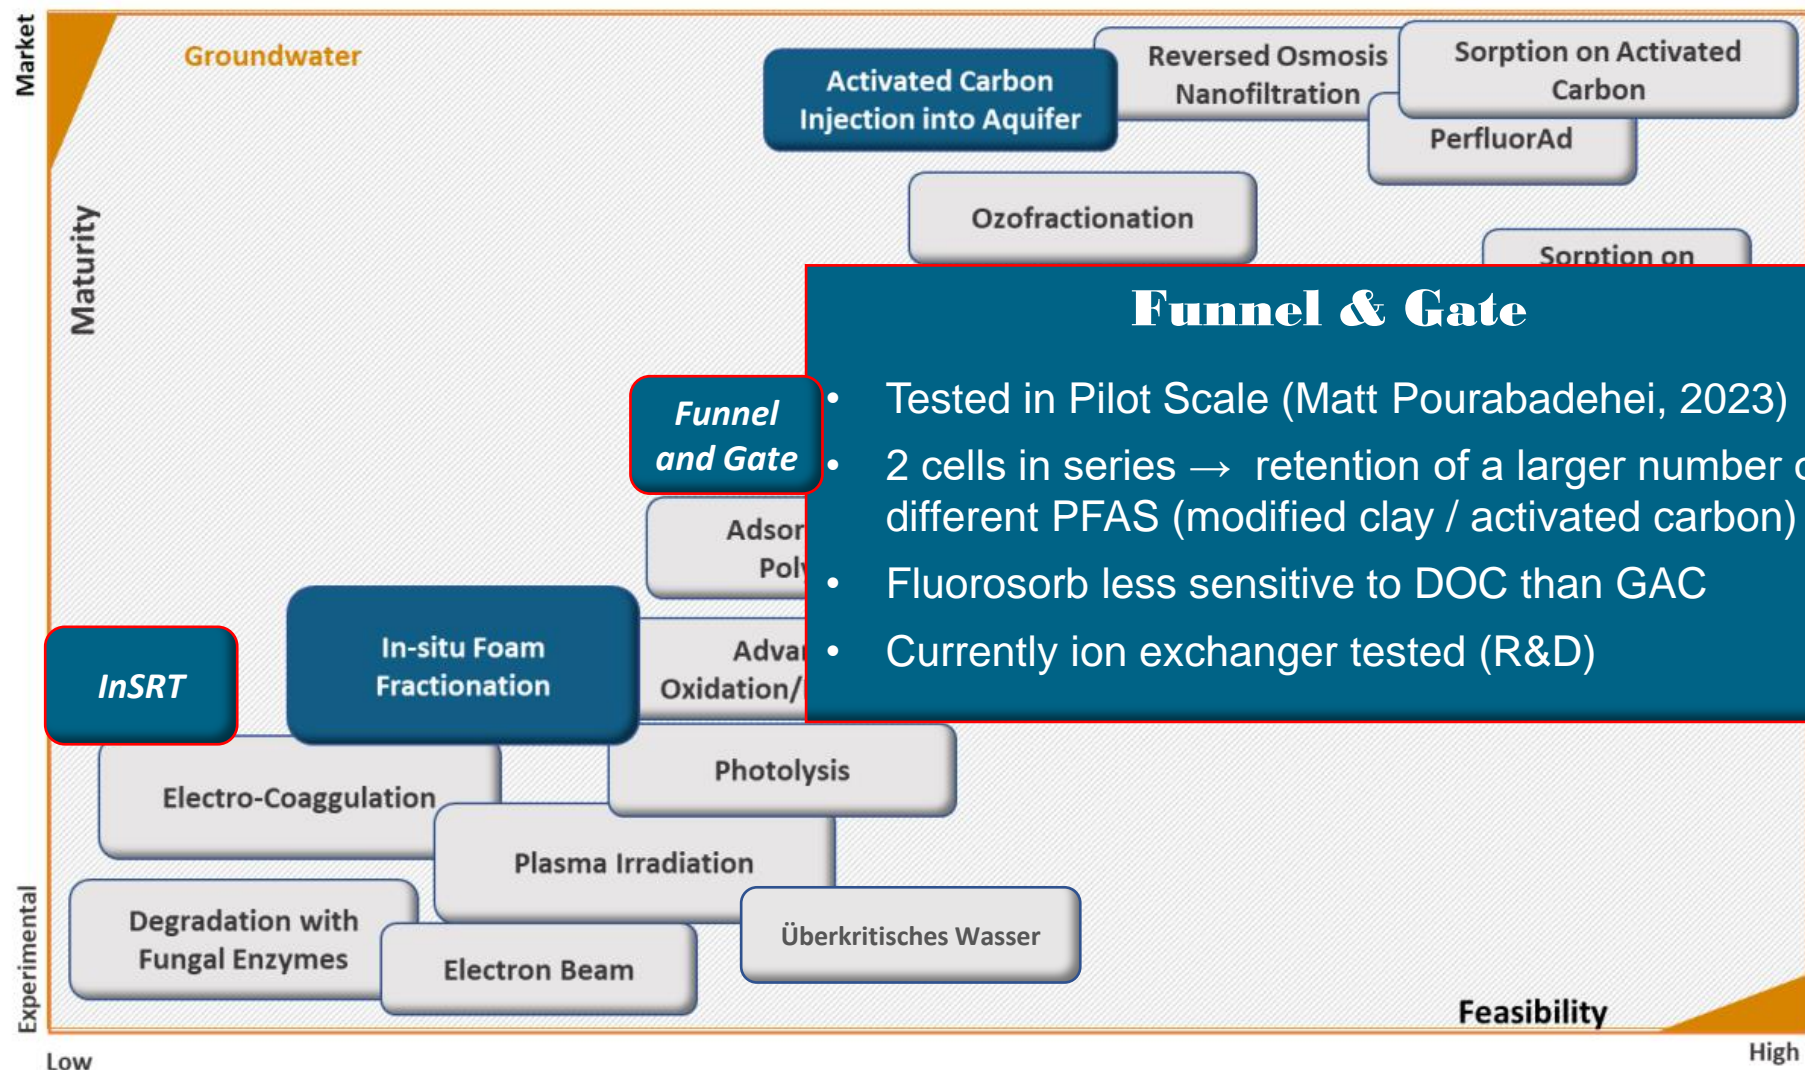 Market
Groundwater
Activated Carbon
Injection into Aquifer
Reversed Osmosis
Nanofiltration
Sorption on Activated
Carbon
PerfluorAd
Maturity
Ozofractionation
Sorption on
Funnel & Gate
Funnel
and Gate
• Tested in Pilot Scale (Matt Pourabadehei, 2023)
• 2 cells in series → retention of a larger number
different PFAS (modified clay / activated carbon)
• Fluorosorb less sensitive to DOC than GAC
• Currently ion exchanger tested (R&D)
InSRT
In-situ Foam
Fractionation
Oxidation/
Electro-Coaggulation
Photolysis
Plasma Irradiation
Experimental
Degradation with
Fungal Enzymes
Electron Beam
Überkritisches Wasser
Feasibility
Low
High